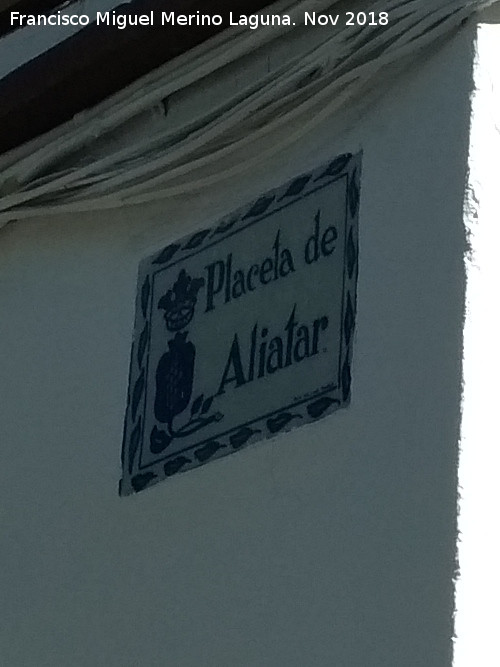 Francisco Miguel Merino Laguna. Nov 2018
Placeta de
Aliatar